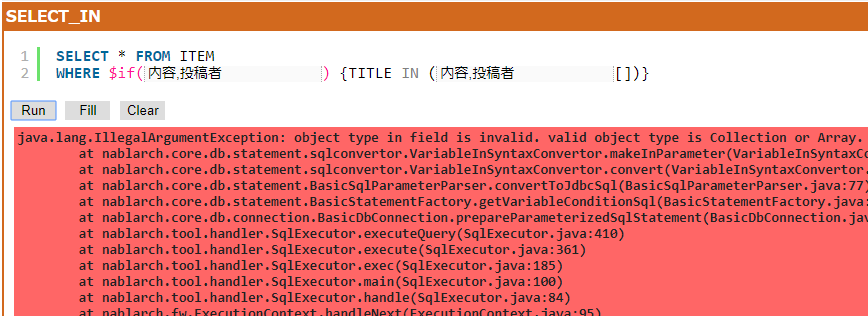 SELECT_IN
1 SELECT * FROM ITEM
2 WHERE $if( 内容,投稿者 ) {TITLE IN ( 内容,投稿者 [])}
Run Fill Clear
java.lang.IllegalArgumentException: object type in field is invalid. valid object type is Collection or Array.
at nablarch.core.db.statement.sqlconvertor.VariableInSyntaxConvertor.makeInParameter(VariableInSyntaxCo
at nablarch.core.db.statement.sqlconvertor.VariableInSyntaxConvertor.convert(VariableInSyntaxConvertor.
at nablarch.core.db.statement.BasicSqlParameterParser.convertToJdbcSql(BasicSqlParameterParser.java:77)
at nablarch.core.db.statement.BasicStatementFactory.getVariableConditionSql(BasicStatementFactory.java:
at nablarch.core.db.connection.BasicDbConnection.prepareParameterizedSqlStatement(BasicDbConnection.jav
at nablarch.tool.handler.SqlExecutor.executeQuery(SqlExecutor.java:410)
at nablarch.tool.handler.SqlExecutor.execute(SqlExecutor.java:361)
at nablarch.tool.handler.SqlExecutor.exec(SqlExecutor.java:185)
at nablarch.tool.handler.SqlExecutor.main(SqlExecutor.java:100)
at nablarch.tool.handler.SqlExecutor.handle(SqlExecutor.java:84)
at nablarch.fw.ExecutionContext.handleNext(ExecutionContext.java:95)